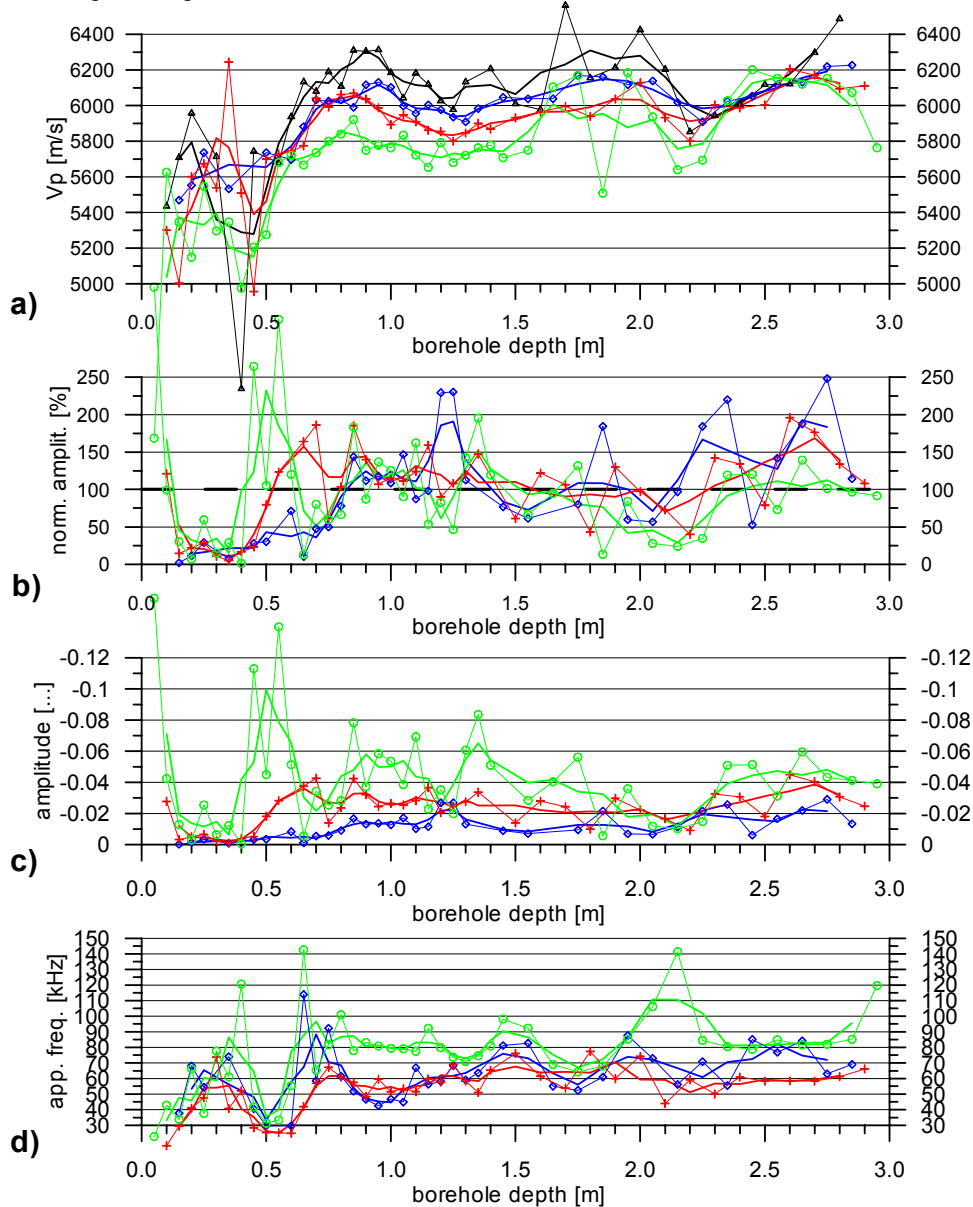 6400 6400
6200 6200
6000 6000
5800 5800
5600 5600
5400 5400
5200 5200
5000 5000
Vp [m/s]
a)
0.0 0.5 1.0 1.5 2.0 2.5 3.0
borehole depth [m]
250 250
200 200
150 150
100 100
50 50
0 0
norm. amplit. [%]
b)
0.0 0.5 1.0 1.5 2.0 2.5 3.0
borehole depth [m]
-0.12 -0.12
-0.1 -0.1
-0.08 -0.08
-0.06 -0.06
-0.04 -0.04
-0.02 -0.02
0 0
amplitude [...]
c)
0.0 0.5 1.0 1.5 2.0 2.5 3.0
borehole depth [m]
150 150
140 140
130 130
120 120
110 110
100 100
90 90
80 80
70 70
60 60
50 50
40 40
30 30
app. freq. [kHz]
d)
0.0 0.5 1.0 1.5 2.0 2.5 3.0
borehole depth [m]